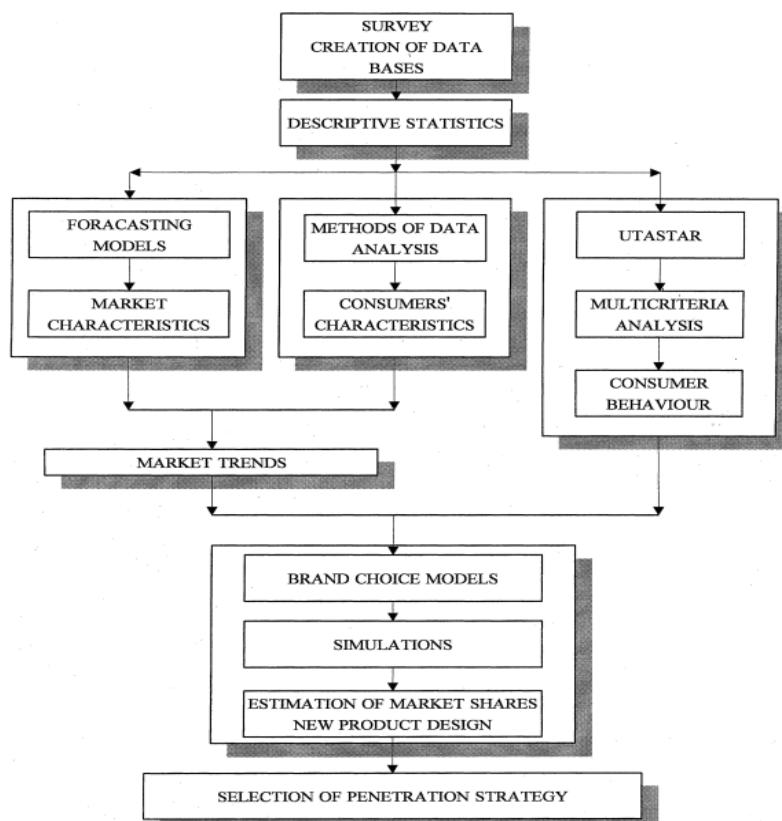 SURVEY
CREATION OF DATA
BASES
DESCRIPTIVE STATISTICS
FORACASTING
MODELS
MARKET
CHARACTERISTICS
METHODS OF DATA
ANALYSIS
CONSUMERS'
CHARACTERISTICS
UTASTAR
MULTICRITERIA
ANALYSIS
CONSUMER
BEHAVIOUR
MARKET TRENDS
BRAND CHOICE MODELS
SIMULATIONS
ESTIMATION OF MARKET SHARES
NEW PRODUCT DESIGN
SELECTION OF PENETRATION STRATEGY